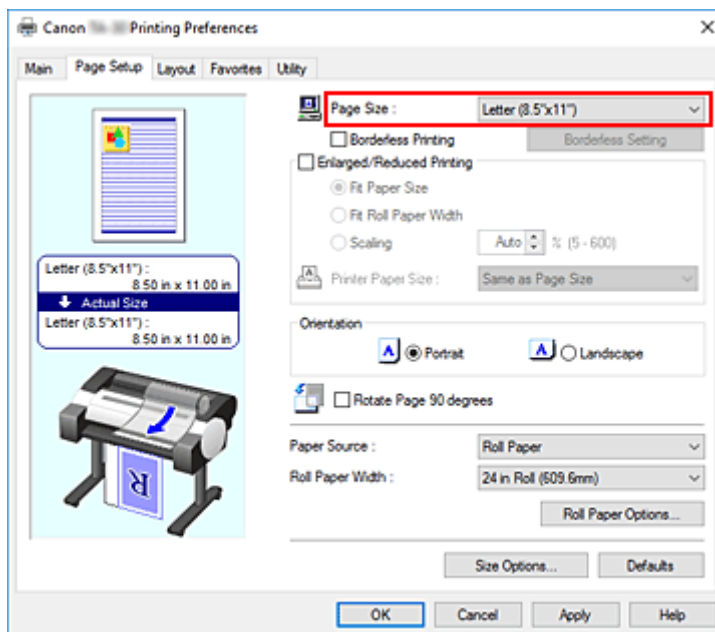 Canon Printing Preferences
Main Page Setup Layout Favorites Utility
Page Size : Letter (8.5"x11")
Borderless Printing Borderless Setting
Enlarged/Reduced Printing
Fit Paper Size
Fit Roll Paper Width
Scaling Auto % (5 - 600)
Printer Paper Size : Same as Page Size
Letter (8.5"x11") :
8.50 in x 11.00 in
Actual Size
Letter (8.5"x11") :
8.50 in x 11.00 in
Orientation
A Portrait A Landscape
Rotate Page 90 degrees
Paper Source : Roll Paper
Roll Paper Width : 24 in Roll (609.6mm)
R
Roll Paper Options...
Size Options... Defaults
OK Cancel Apply Help